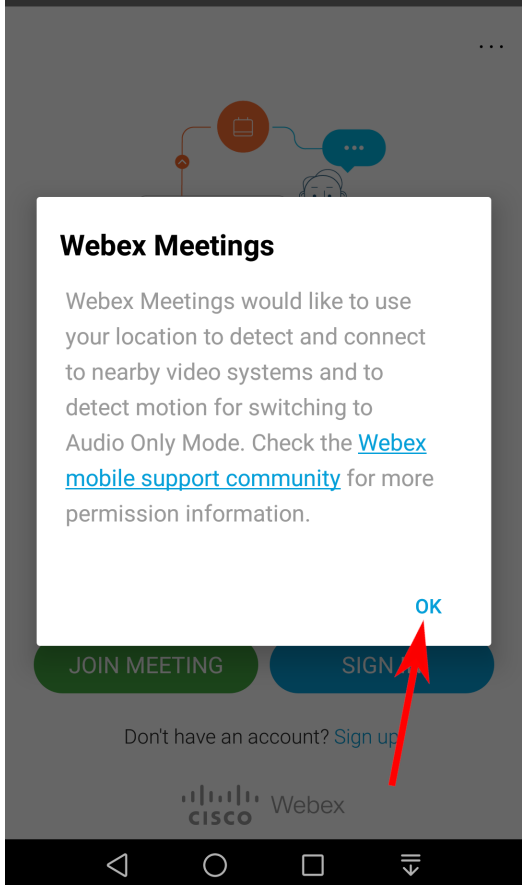 Webex Meetings
Webex Meetings would like to use
your location to detect and connect
to nearby video systems and to
detect motion for switching to
Audio Only Mode. Check the Webex
mobile support community for more
permission information.
OK
JOIN MEETING
SIGN
Don't have an account? Sign up
CISCO Webex